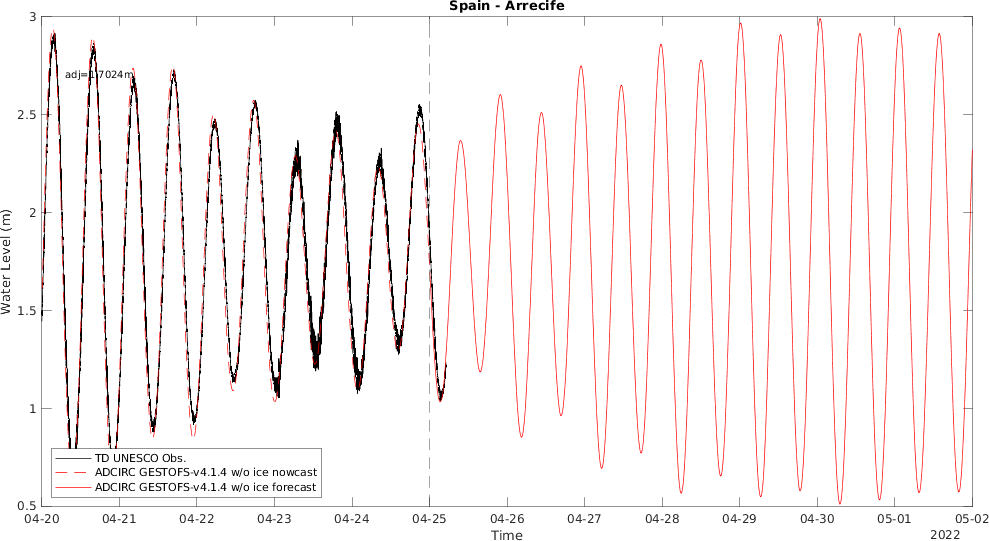 Spain - Arrecife
adj=1.7024m
Water Level (m)
3
2.5
2
1.5
1
0.5
TD UNESCO Obs.
ADCIRC GESTOFS-v4.1.4 w/o ice nowcast
ADCIRC GESTOFS-v4.1.4 w/o ice forecast
04-20 04-21 04-22 04-23 04-24 04-25 04-26 04-27 04-28 04-29 04-30 05-01 05-02
Time
2022